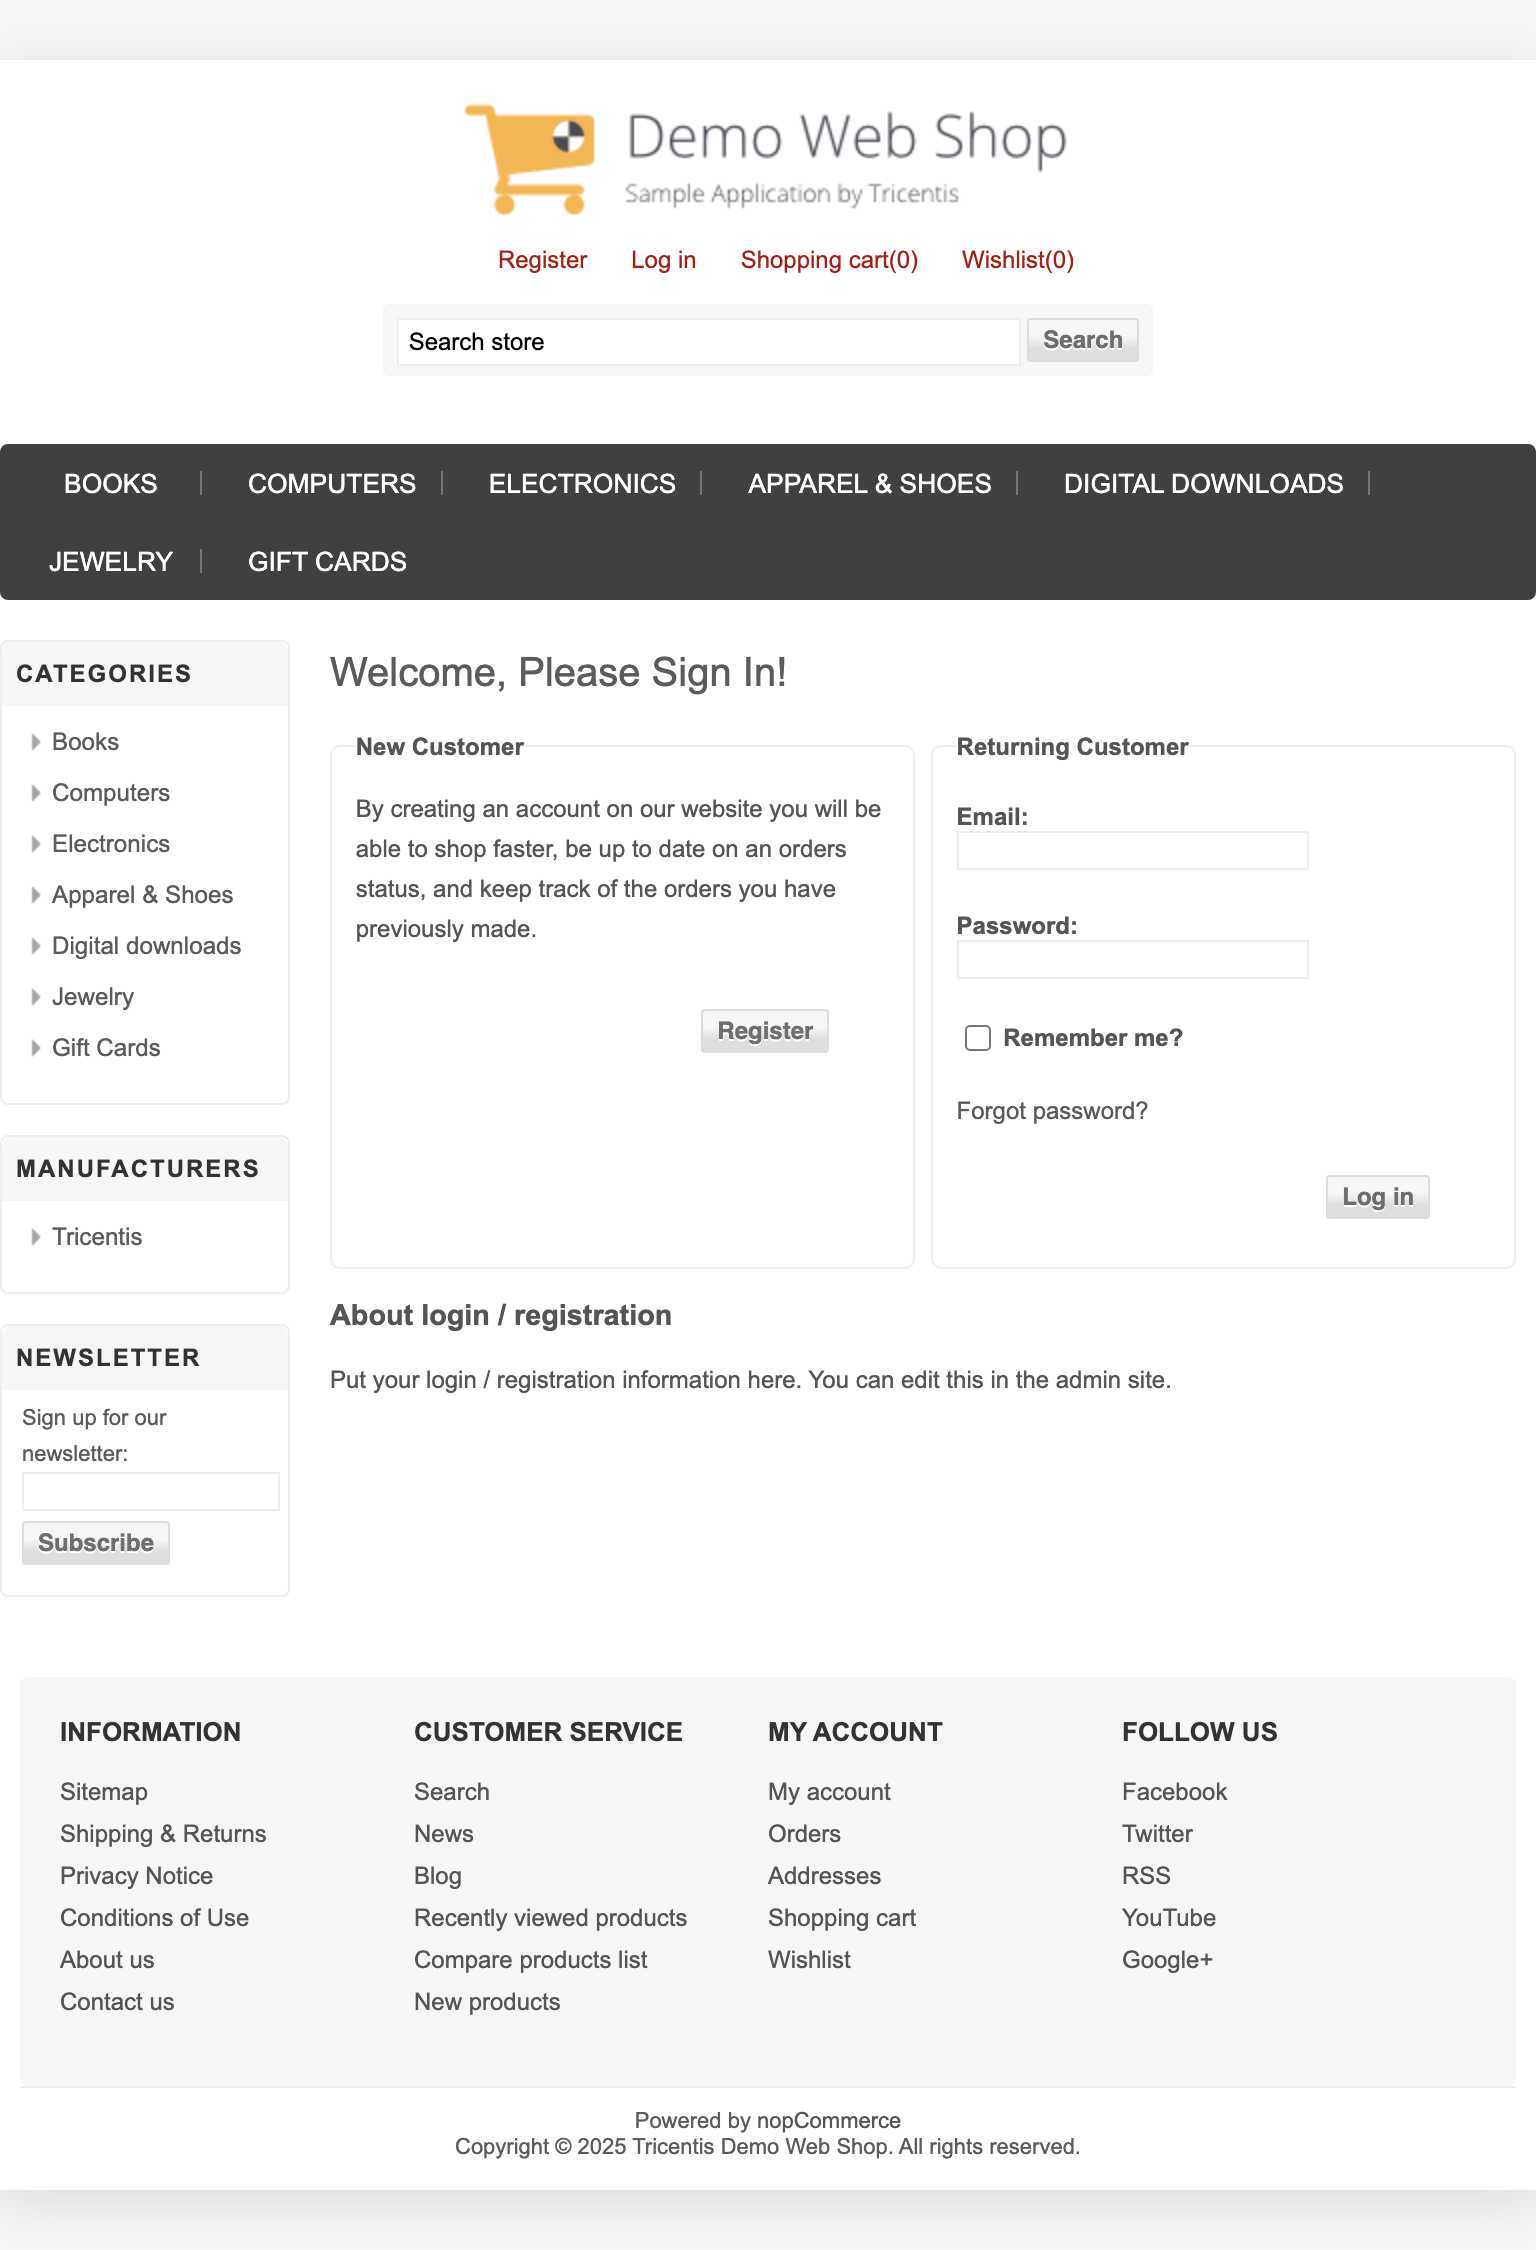 Demo Web Shop
Sample Application by Tricentis
Register Log in Shopping cart(0) Wishlist(0)
Search store Search
BOOKS COMPUTERS ELECTRONICS APPAREL & SHOES DIGITAL DOWNLOADS
JEWELRY GIFT CARDS
CATEGORIES
Books
Computers
Electronics
Apparel & Shoes
Digital downloads
Jewelry
Gift Cards
MANUFACTURERS
Tricentis
NEWSLETTER
Sign up for our
newsletter:
Subscribe
Welcome, Please Sign In!
New Customer
By creating an account on our website you will be
able to shop faster, be up to date on an orders
status, and keep track of the orders you have
previously made.
Register
Returning Customer
Email:
Password:
Remember me?
Forgot password?
Log in
About login / registration
Put your login / registration information here. You can edit this in the admin site.
INFORMATION
Sitemap
Shipping & Returns
Privacy Notice
Conditions of Use
About us
Contact us
CUSTOMER SERVICE
Search
News
Blog
Recently viewed products
Compare products list
New products
MY ACCOUNT
My account
Orders
Addresses
Shopping cart
Wishlist
FOLLOW US
Facebook
Twitter
RSS
YouTube
Google+
Powered by nopCommerce
Copyright © 2025 Tricentis Demo Web Shop. All rights reserved.